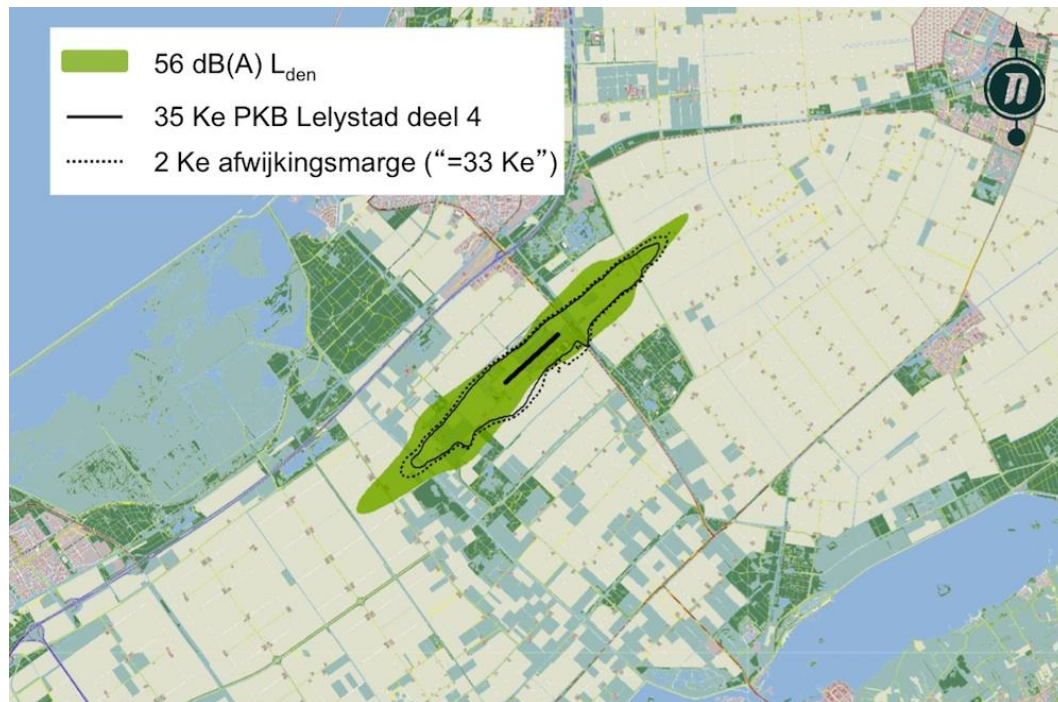 56 dB(A) Lden
35 Ke PKB Lelystad deel 4
2 Ke afwijkingsmarge (“=33 Ke”)
n